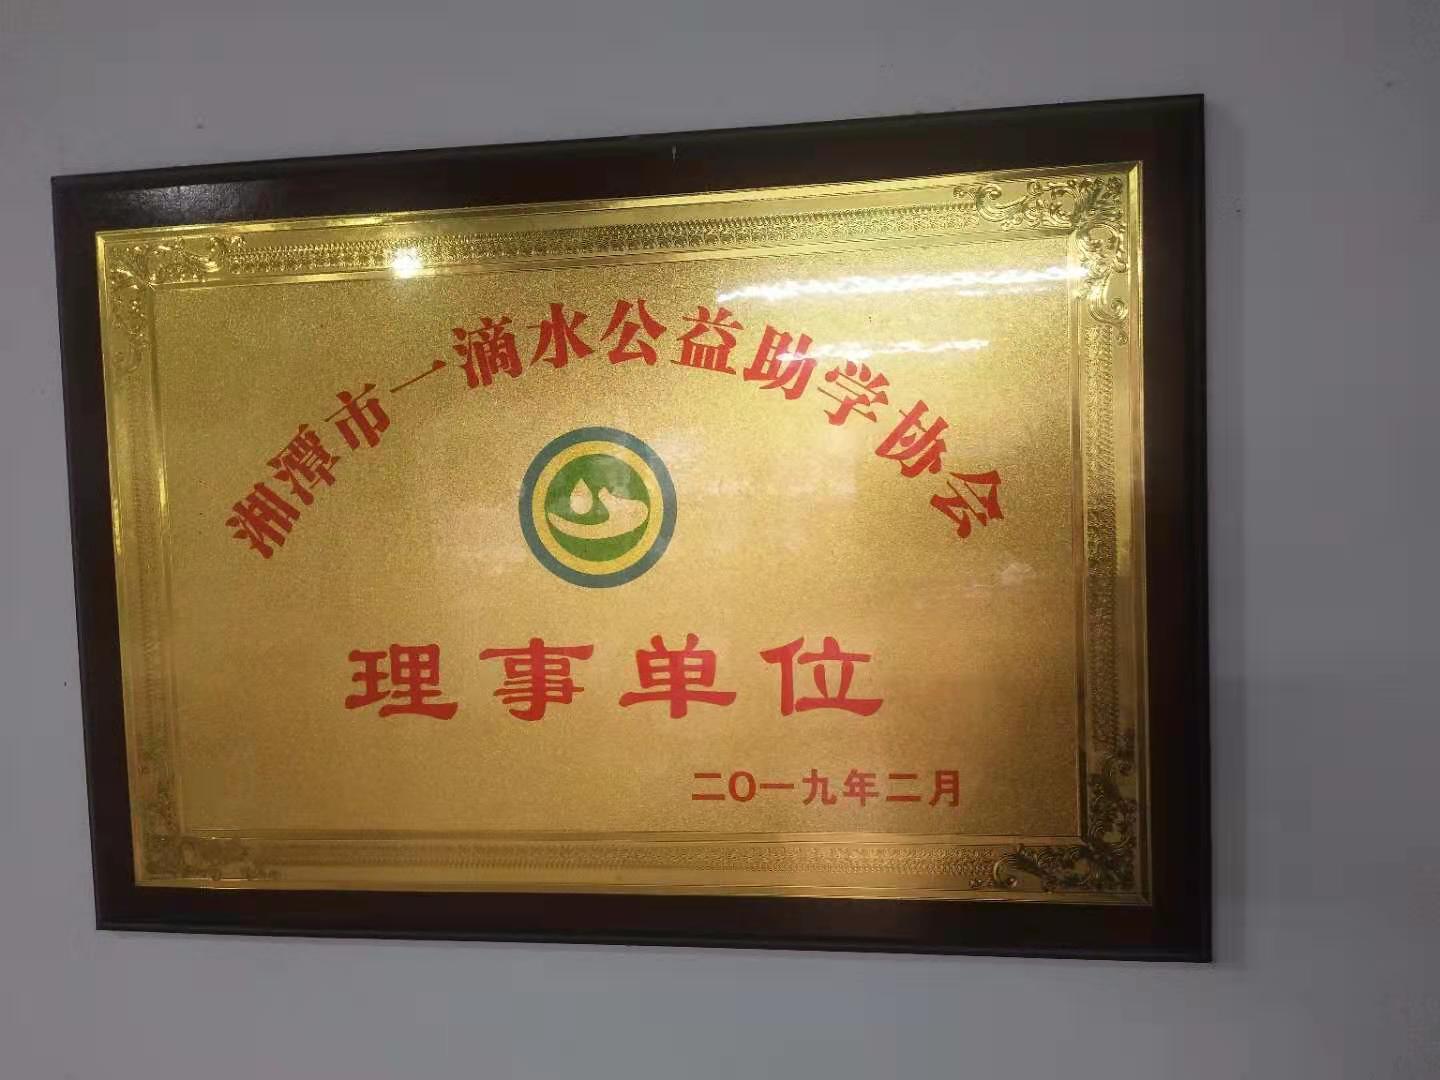 湘潭市一滴水公益助学协会
理事单位
二〇一九年二月